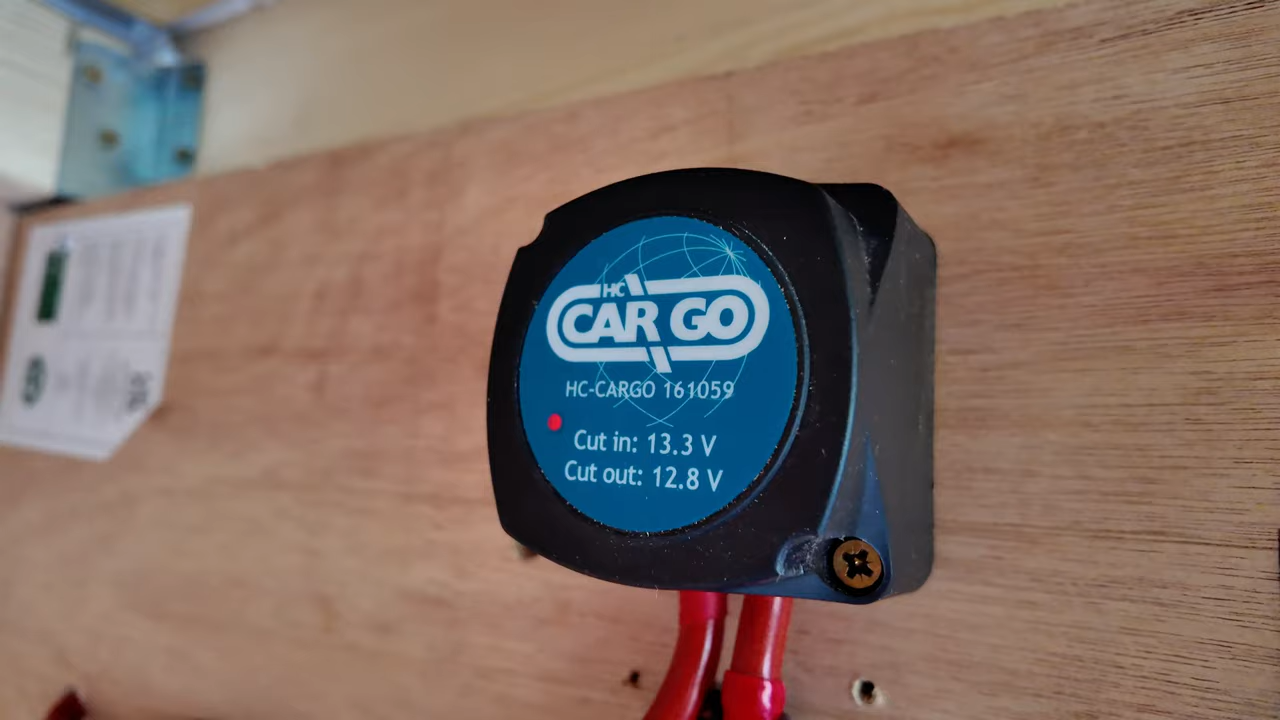 HC
CAR GO
HC-CARGO 161059
Cut in: 13.3 V
Cut out: 12.8 V